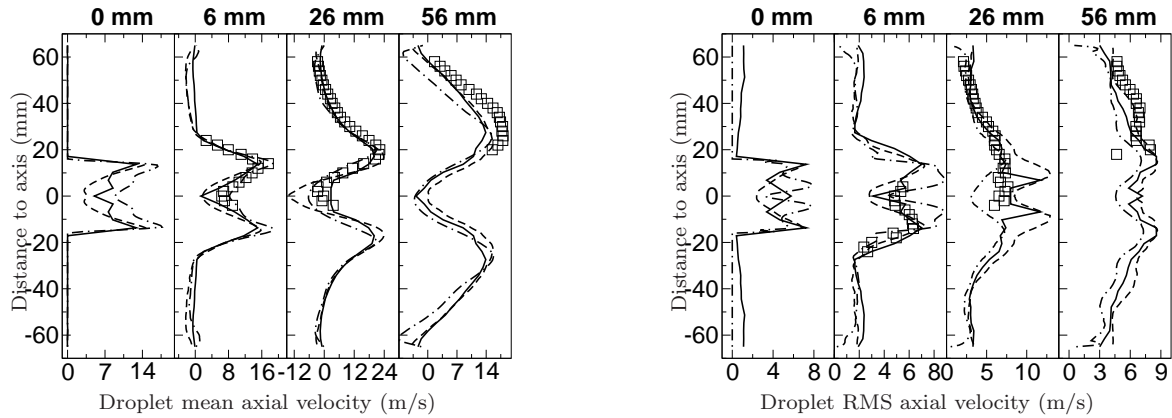 0 mm 6 mm 26 mm 56 mm
60
40
20
0
-20
-40
-60
Distance to axis (mm)
0 7 14 0 8 16 -12 0 12 24 0 7 14
Droplet mean axial velocity (m/s)
0 mm 6 mm 26 mm 56 mm
60
40
20
0
-20
-40
-60
Distance to axis (mm)
0 4 8 0 2 4 6 8 0 5 10 0 3 6 9
Droplet RMS axial velocity (m/s)